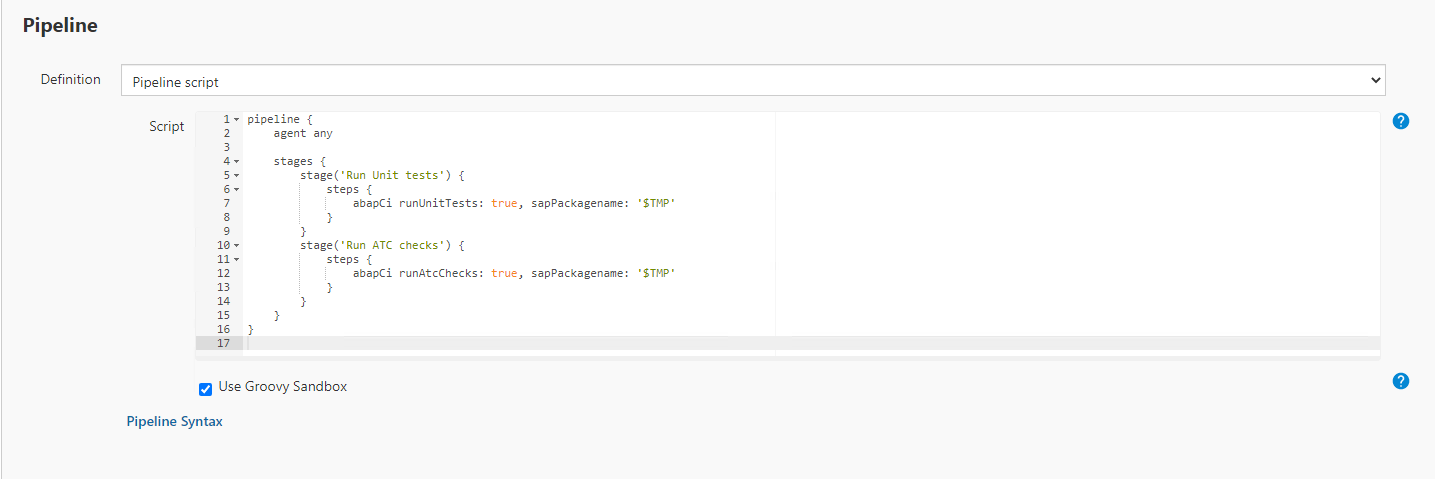 Pipeline
Definition
Pipeline script
Script
1 pipeline {
2     agent any
3
4     stages {
5         stage('Run Unit tests') {
6             steps {
7                 abapCi runUnitTests: true, sapPackagename: '$TMP'
8             }
9         }
10         stage('Run ATC checks') {
11             steps {
12                 abapCi runAtcChecks: true, sapPackagename: '$TMP'
13             }
14         }
15     }
16 }
17
?
Use Groovy Sandbox
?
Pipeline Syntax